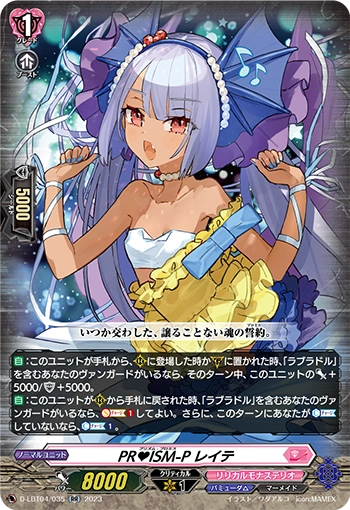 1
グレード
ブースト
5000
シールド
いつか交わした、譲ることない魂の誓約。
自:このユニットが手札から、Rに登場した時かGに置かれた時、「ラブラドル」
を含むあなたのヴァンガードがいるなら、そのターン中、このユニットの+
5000/+5000。
自:このユニットがRから手札に戻された時、「ラブラドル」を含むあなたのヴァ
ンガードがいるなら、1してよい。さらに、このターンにあなたが
していないなら、1。
ノーマルユニット
PR♥ISM-P レイテ
プリズム・プロミス
リリカルモナステリオ
パワー
8000
クリティカル
1
バミューダ△
マーメイド
D-LBT04/035
RR
2023
イラスト/ワダアルコ
icon:MAMEX